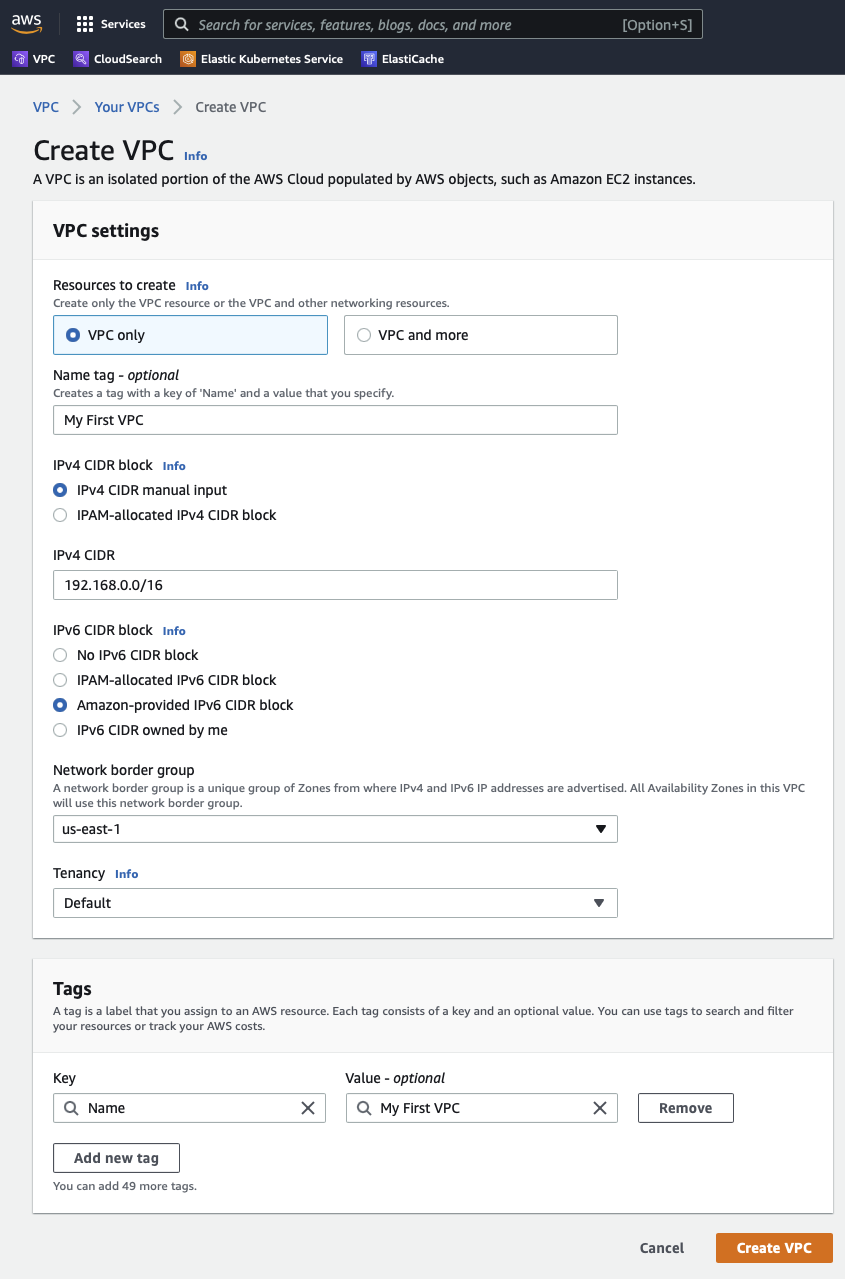 aws
Services
Search for services, features, blogs, docs, and more [Option+S]
VPC CloudSearch Elastic Kubernetes Service ElastiCache
VPC Your VPCs Create VPC
Create VPC Info
A VPC is an isolated portion of the AWS Cloud populated by AWS objects, such as Amazon EC2 instances.
VPC settings
Resources to create Info
Create only the VPC resource or the VPC and other networking resources.
VPC only VPC and more
Name tag - optional
Creates a tag with a key of 'Name' and a value that you specify.
My First VPC
IPv4 CIDR block Info
IPv4 CIDR manual input
IPAM-allocated IPv4 CIDR block
IPv4 CIDR
192.168.0.0/16
IPv6 CIDR block Info
No IPv6 CIDR block
IPAM-allocated IPv6 CIDR block
Amazon-provided IPv6 CIDR block
IPv6 CIDR owned by me
Network border group
A network border group is a unique group of Zones from where IPv4 and IPv6 IP addresses are advertised. All Availability Zones in this VPC
will use this network border group.
us-east-1
Tenancy Info
Default
Tags
A tag is a label that you assign to an AWS resource. Each tag consists of a key and an optional value. You can use tags to search and filter
your resources or track your AWS costs.
Key Value - optional
Name My First VPC Remove
Add new tag
You can add 49 more tags.
Cancel Create VPC